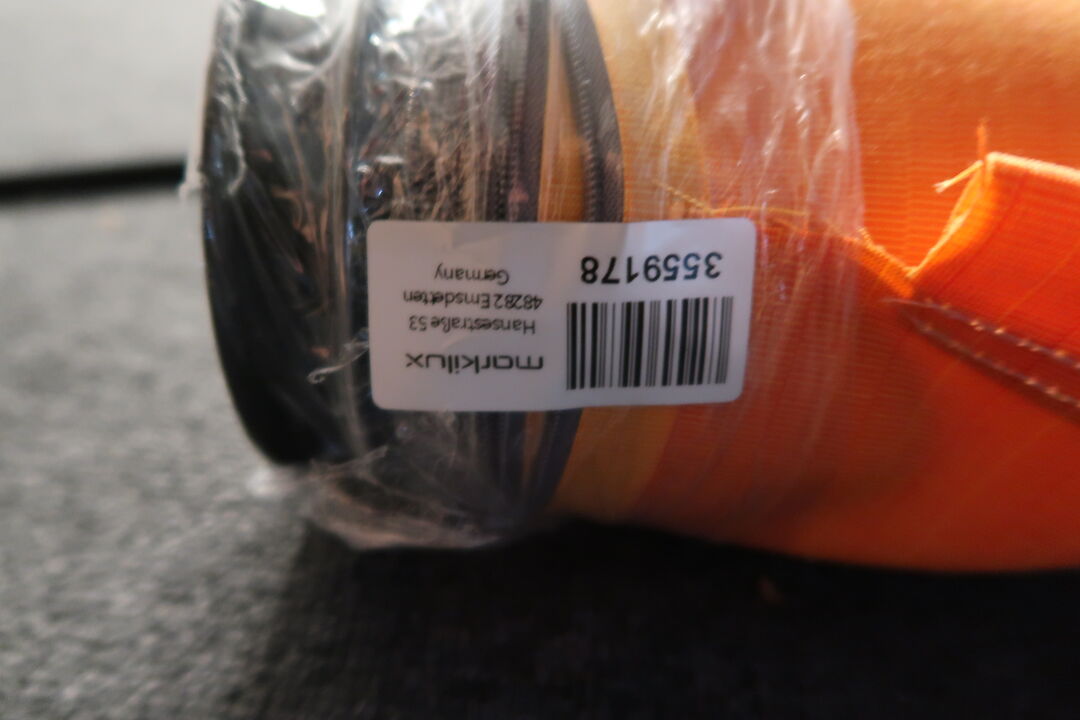 markilux
Hansestraße 53
48282 Emsdetten
Germany
3559178